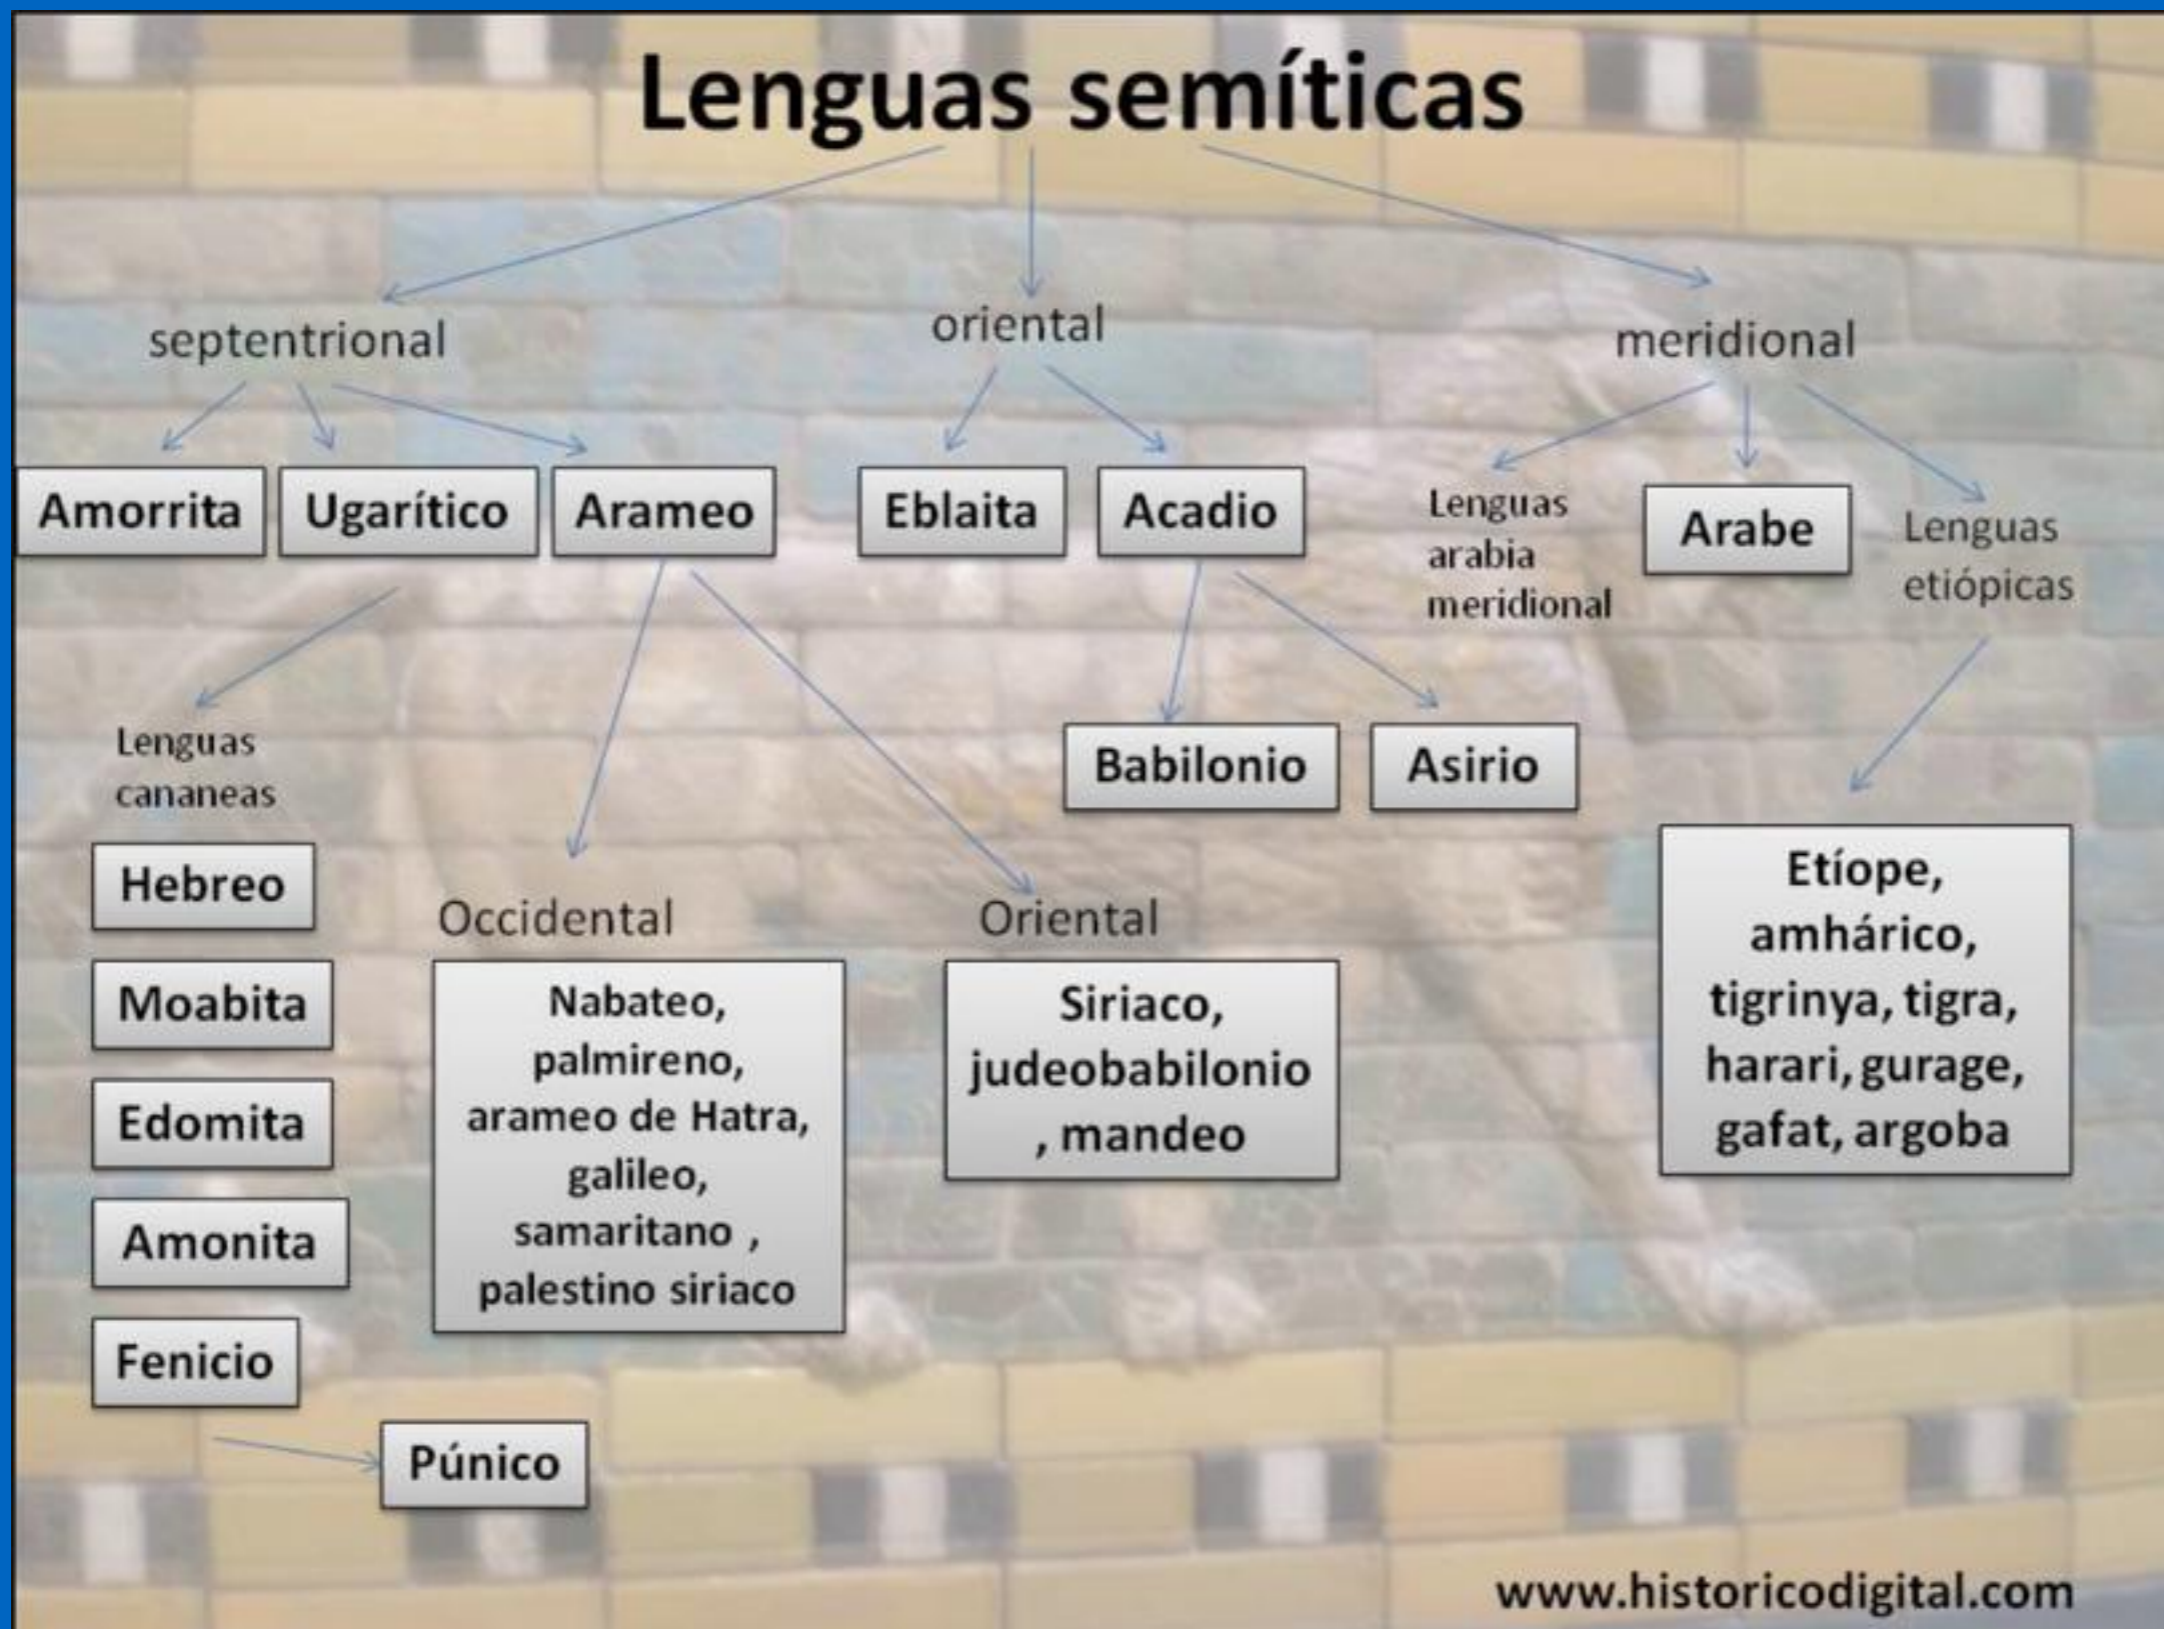 Lenguas semíticas
septentrional
oriental
meridional
Amorrita
Ugarítico
Arameo
Eblaita
Acadio
Lenguas
arabia
meridional
Arabe
Lenguas
etiópicas
Lenguas
cananeas
Babilonio
Asirio
Hebreo
Moabita
Edomita
Amonita
Fenicio
Púnico
Occidental
Nabateo,
palmireno,
arameo de Hatra,
galileo,
samaritano ,
palestino siriaco
Oriental
Siriaco,
judeobabilonio
, mandeo
Etíope,
amhárico,
tigrinya, tigra,
harari, gurage,
gafat, argoba
www.historicodigital.com